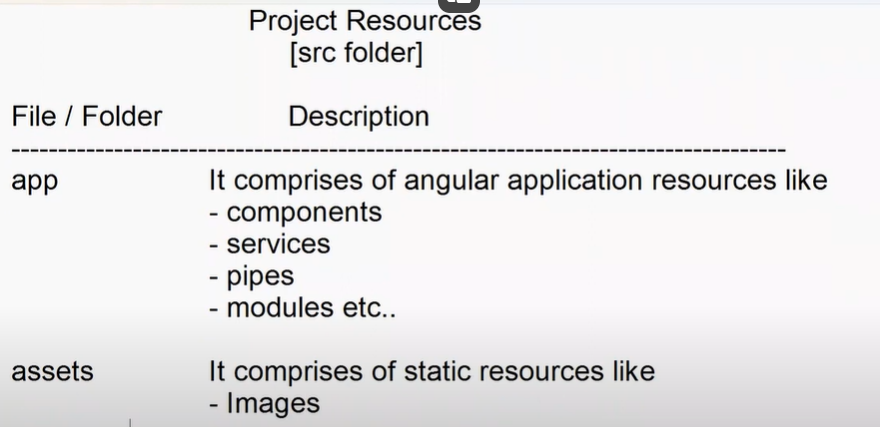 Project Resources
[src folder]
File / Folder Description
-----------------------------------------------------------------------------------
app It comprises of angular application resources like
- components
- services
- pipes
- modules etc..
assets It comprises of static resources like
- Images